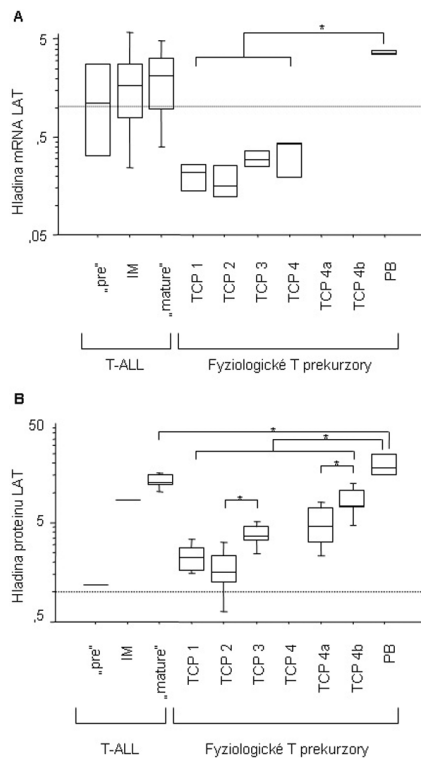 A
*
5
,5
,05
Hladina mRNA LAT
„pre"
IM
„mature"
TCP 1
TCP 2
TCP 3
TCP 4
TCP 4a
TCP 4b
PB
T-ALL
Fyziologické T prekurzory
B
50
5
,5
Hladina proteinu LAT
*
*
*
*
„pre"
IM
„mature"
TCP 1
TCP 2
TCP 3
TCP 4
TCP 4a
TCP 4b
PB
T-ALL
Fyziologické T prekurzory